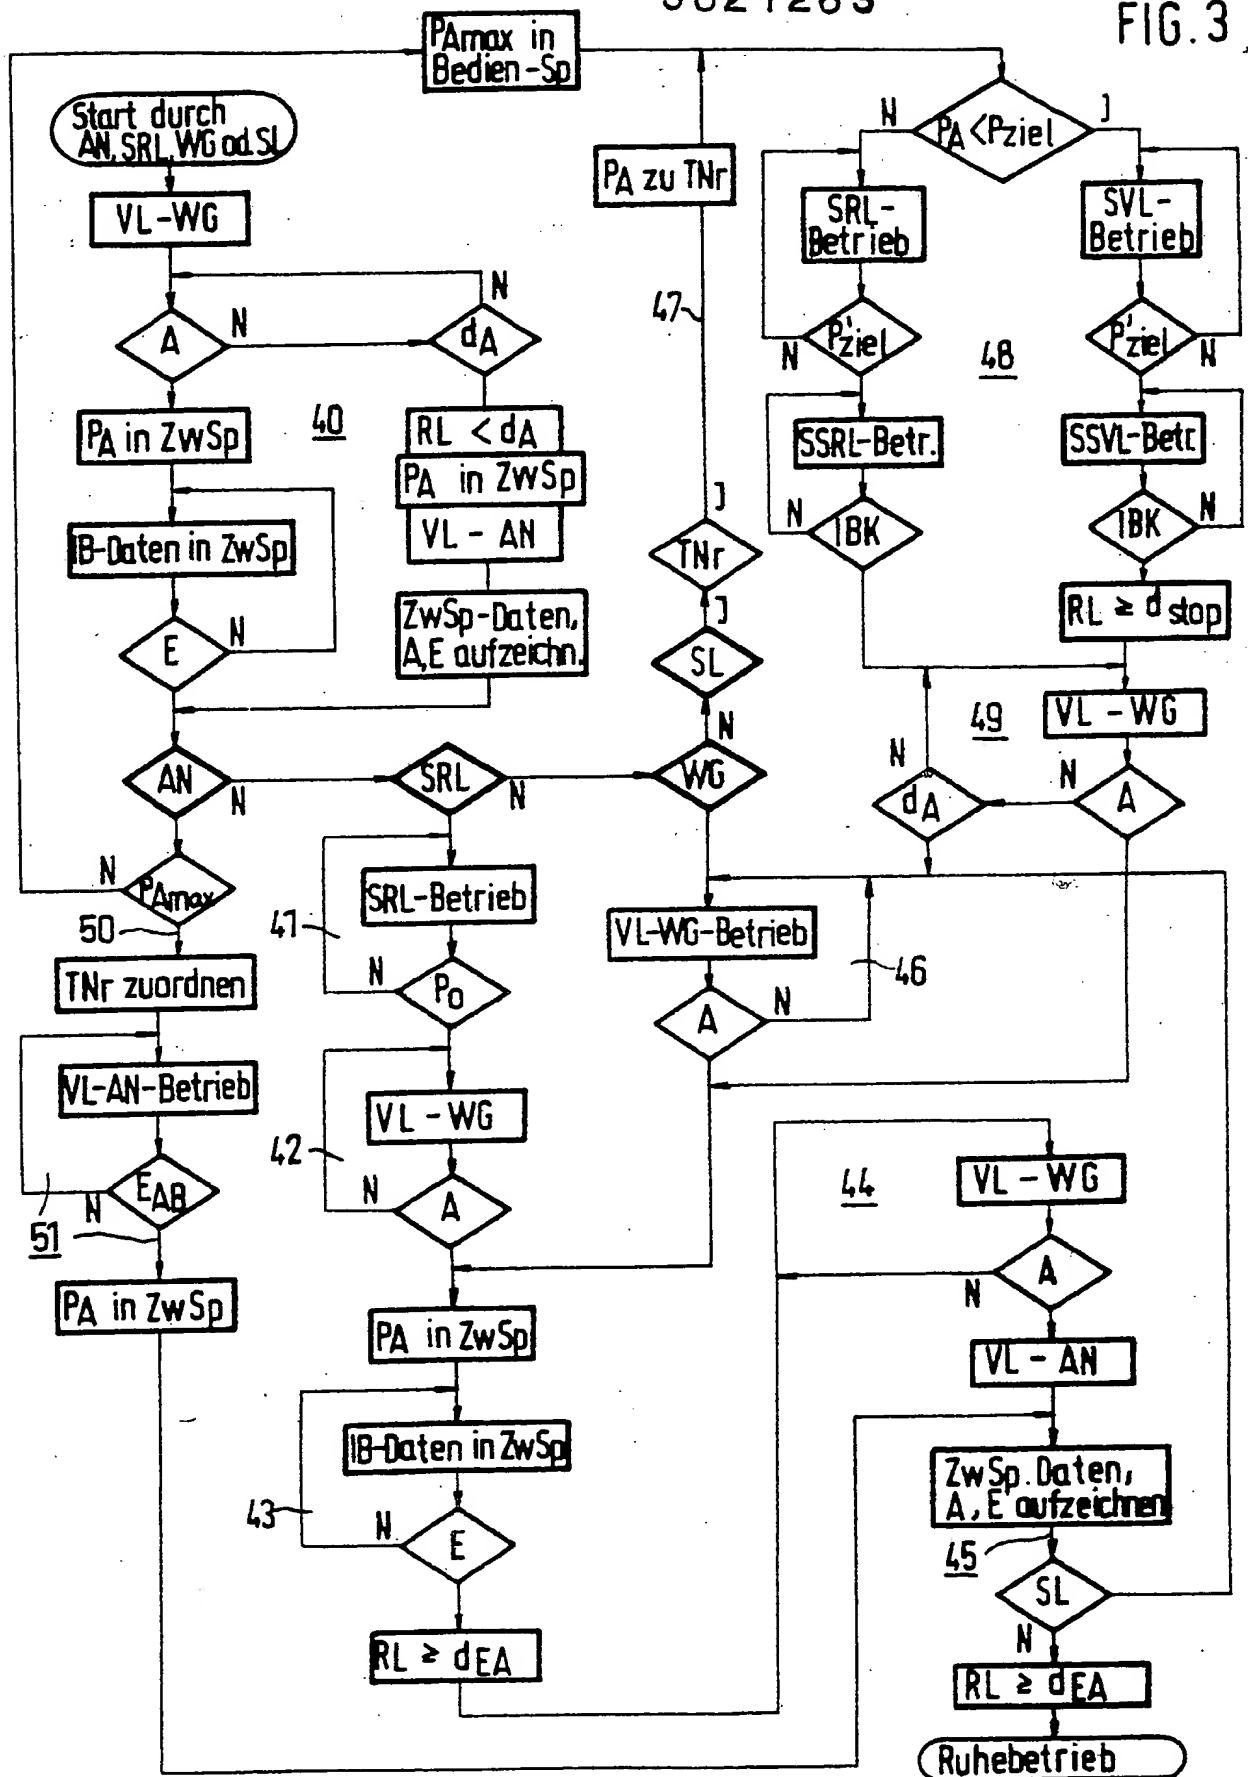 FIG. 3
PAmax in
Bedien-Sp
Start durch
AN, SRL, WG od. SL
VL-WG
A
N
dA
N
PA in ZwSp
40
RL < dA
PA in ZwSp
VL - AN
IB-Daten in ZwSp
E
N
ZwSp-Daten,
A, E aufzeichn.
AN
N
SRL
N
WG
N
SL
J
TNr
J
47
PA zu TNr
PA < Pziel
N
J
SRL-
Betrieb
SVL-
Betrieb
P'ziel
N
P'ziel
N
48
SSRL-Betr.
SSVL-Betr.
IBK
N
IBK
N
RL ≥ dstop
49
VL - WG
N
dA
N
A
PAmax
N
50
TNr zuordnen
VL-AN-Betrieb
EAB
N
51
PA in ZwSp
SRL-Betrieb
41
N
Po
VL - WG
42
N
A
VL-WG-Betrieb
46
A
N
PA in ZwSp
IB-Daten in ZwSp
43
N
E
RL ≥ dEA
44
VL - WG
A
N
VL - AN
ZwSp. Daten,
A, E aufzeichnen
45
SL
N
RL ≥ dEA
Ruhebetrieb